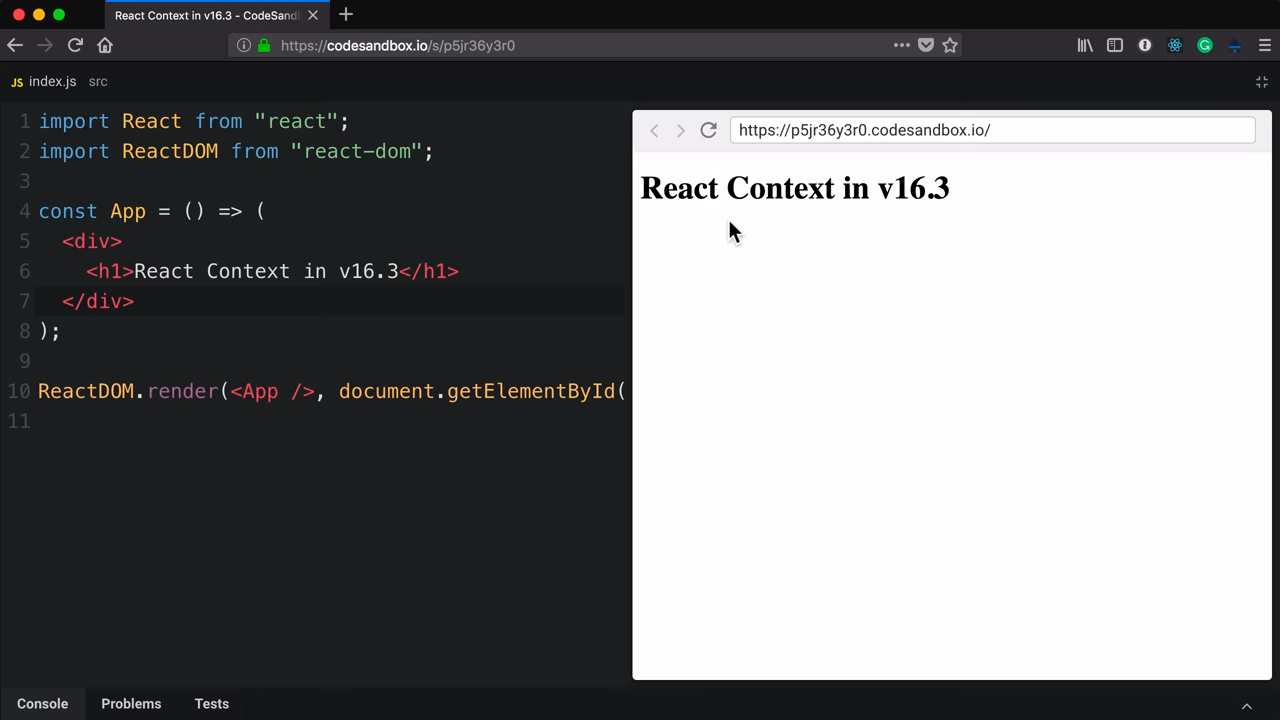 React Context in v16.3 - CodeSandb
https://codesandbox.io/s/p5jr36y3r0
JS index.js src
1 import React from "react";
2 import ReactDOM from "react-dom";
3
4 const App = () => (
5 <div>
6 <h1>React Context in v16.3</h1>
7 </div>
8 );
9
10 ReactDOM.render(<App />, document.getElementById(
11
https://p5jr36y3r0.codesandbox.io/
React Context in v16.3
Console Problems Tests